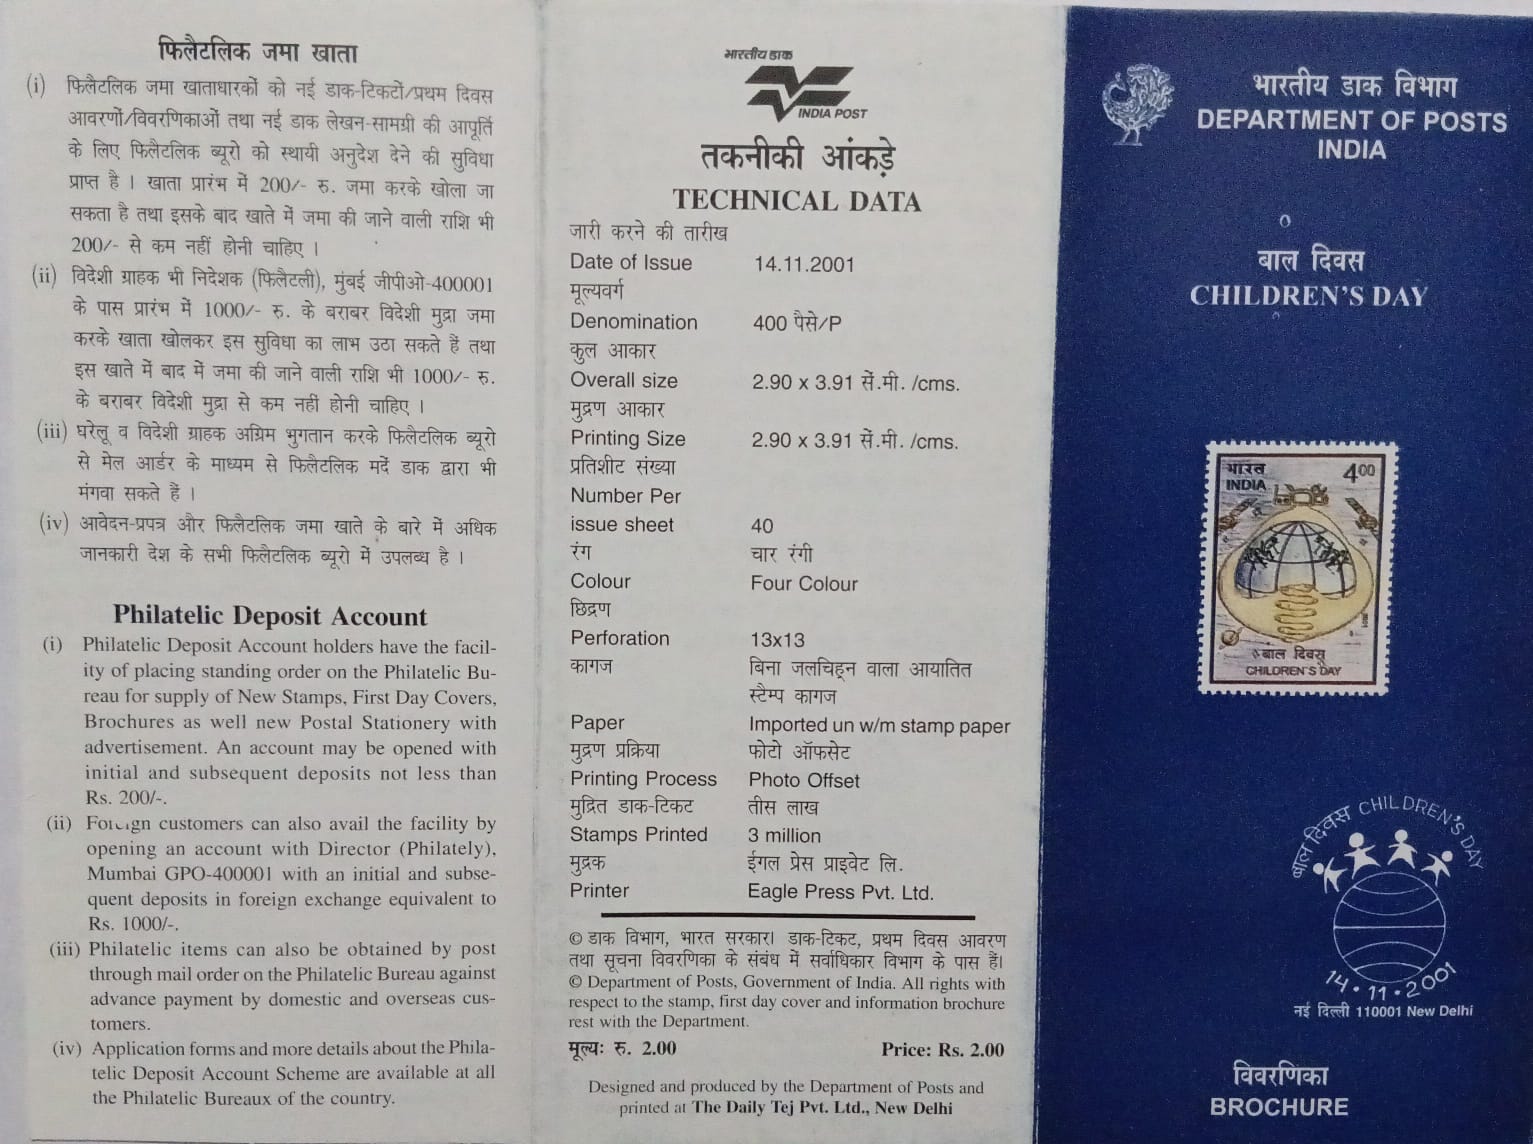 फिलैटलिक जमा खाता
(i) फिलैटलिक जमा खाताधारकों को नई डाक-टिकटों/प्रथम दिवस
आवरणों/विवरणिकाओं तथा नई डाक लेखन-सामग्री की आपूर्ति
के लिए फिलैटलिक ब्यूरो को स्थायी अनुदेश देने की सुविधा
प्राप्त है । खाता प्रारंभ में 200/- रु. जमा करके खोला जा
सकता है तथा इसके बाद खाते में जमा की जाने वाली राशि भी
200/- से कम नहीं होनी चाहिए ।
(ii) विदेशी ग्राहक भी निदेशक (फिलैटली), मुंबई जीपीओ-400001
के पास प्रारंभ में 1000/- रु. के बराबर विदेशी मुद्रा जमा
करके खाता खोलकर इस सुविधा का लाभ उठा सकते हैं तथा
इस खाते में बाद में जमा की जाने वाली राशि भी 1000/- रु.
के बराबर विदेशी मुद्रा से कम नहीं होनी चाहिए ।
(iii) घरेलू व विदेशी ग्राहक अग्रिम भुगतान करके फिलैटलिक ब्यूरो
से मेल आर्डर के माध्यम से फिलैटलिक मदें डाक द्वारा भी
मंगवा सकते हैं ।
(iv) आवेदन-प्रपत्र और फिलैटलिक जमा खाते के बारे में अधिक
जानकारी देश के सभी फिलैटलिक ब्यूरो में उपलब्ध है ।
Philatelic Deposit Account
(i) Philatelic Deposit Account holders have the facil-
ity of placing standing order on the Philatelic Bu-
reau for supply of New Stamps, First Day Covers,
Brochures as well new Postal Stationery with
advertisement. An account may be opened with
initial and subsequent deposits not less than
Rs. 200/-.
(ii) Foreign customers can also avail the facility by
opening an account with Director (Philately),
Mumbai GPO-400001 with an initial and subse-
quent deposits in foreign exchange equivalent to
Rs. 1000/-.
(iii) Philatelic items can also be obtained by post
through mail order on the Philatelic Bureau against
advance payment by domestic and overseas cus-
tomers.
(iv) Application forms and more details about the Phila-
telic Deposit Account Scheme are available at all
the Philatelic Bureaux of the country.
भारतीय डाक
INDIA POST
तकनीकी आंकड़े
TECHNICAL DATA
जारी करने की तारीख
Date of Issue 14.11.2001
मूल्यवर्ग
Denomination 400 पैसे/P
कुल आकार
Overall size 2.90 x 3.91 सें.मी. /cms.
मुद्रण आकार
Printing Size 2.90 x 3.91 सें.मी. /cms.
प्रतिशीट संख्या
Number Per
issue sheet 40
रंग चार रंगी
Colour Four Colour
छिद्रण
Perforation 13x13
कागज बिना जलचिह्न वाला आयातित
स्टैम्प कागज
Paper Imported un w/m stamp paper
मुद्रण प्रक्रिया फोटो ऑफसेट
Printing Process Photo Offset
मुद्रित डाक-टिकट तीस लाख
Stamps Printed 3 million
मुद्रक ईगल प्रेस प्राइवेट लि.
Printer Eagle Press Pvt. Ltd.
© डाक विभाग, भारत सरकार। डाक-टिकट, प्रथम दिवस आवरण
तथा सूचना विवरणिका के संबंध में सर्वाधिकार विभाग के पास हैं।
© Department of Posts, Government of India. All rights with
respect to the stamp, first day cover and information brochure
rest with the Department.
मूल्यः रु. 2.00 Price: Rs. 2.00
Designed and produced by the Department of Posts and
printed at The Daily Tej Pvt. Ltd., New Delhi
भारतीय डाक विभाग
DEPARTMENT OF POSTS
INDIA
बाल दिवस
CHILDREN'S DAY
भारत 400
INDIA
2001
बाल दिवस
CHILDREN'S DAY
बाल दिवस CHILDREN'S DAY
14•11•2001
नई दिल्ली 110001 New Delhi
विवरणिका
BROCHURE